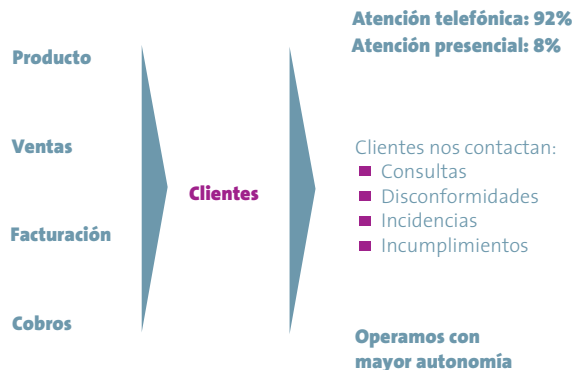 Atención telefónica: 92%
Atención presencial: 8%
Producto
Ventas
Facturación
Cobros
Clientes
Clientes nos contactan:
Consultas
Disconformidades
Incidencias
Incumplimientos
Operamos con
mayor autonomía